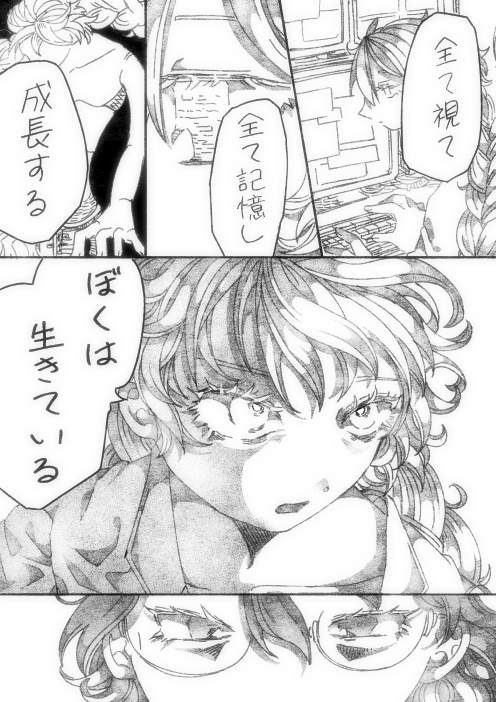 全て視て
全て記憶し
成長する
ぼくは
生きている